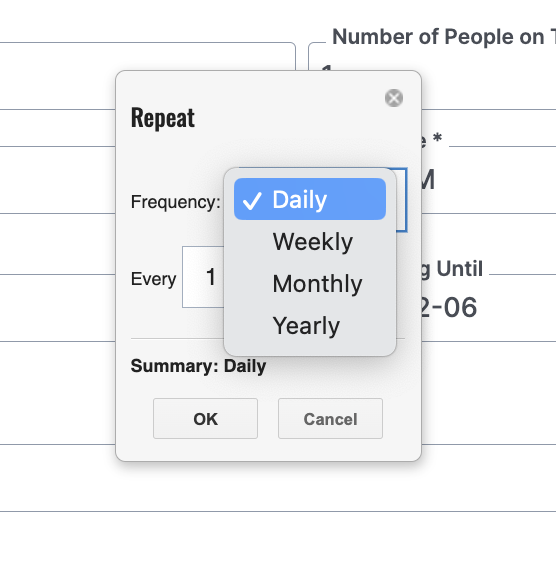 Number of People on
1
Repeat
*
Frequency:
Daily
M
Weekly
Every 1
Monthly
Until
2-06
Yearly
Summary: Daily
OK
Cancel